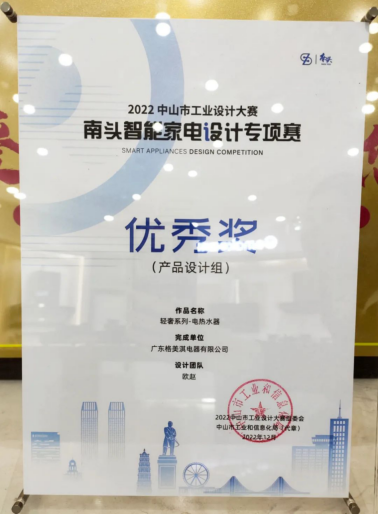 2022 中山市工业设计大赛
南头智能家电设计专项赛
SMART APPLIANCES DESIGN COMPETITION
优秀奖
(产品设计组)
作品名称
轻奢系列-电热水器
完成单位
广东格美淇电器有限公司
设计团队
欧赵
2022中山市工业设计大赛组委会
中山市工业和信息化局(代章)
2022年12月